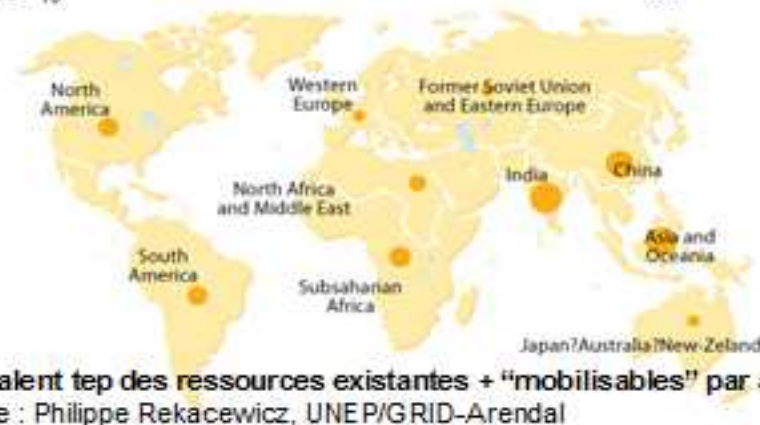 North
America
Western
Europe
Former Soviet Union
and Eastern Europe
India
China
North Africa
and Middle East
Asia and
Oceania
South
America
Subsaharian
Africa
Japan?Australia?New-Zeland
alent tep des ressources existantes + “mobilisables” par
e : Philippe Rekacewicz, UNEP/GRID-Arendal